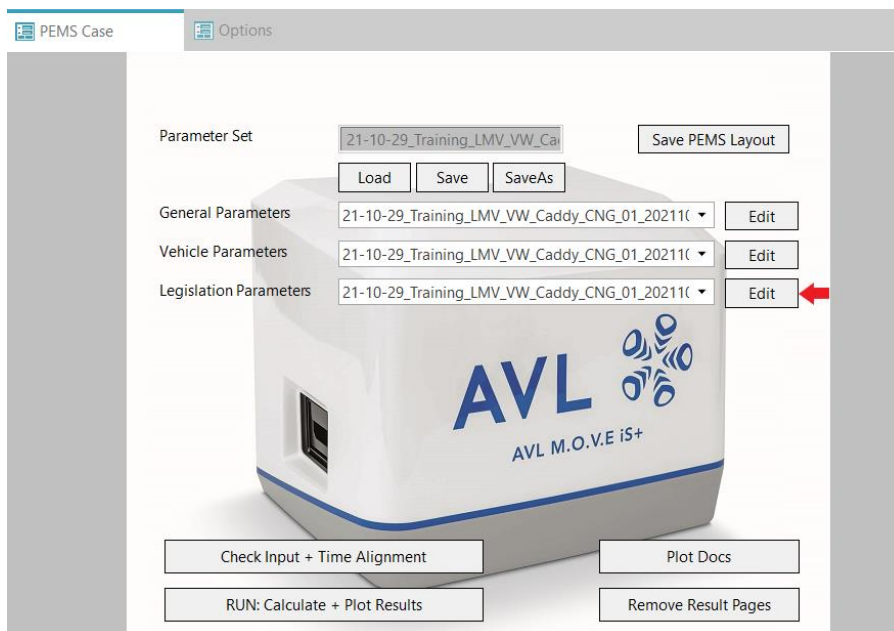 PEMS Case
Options
Parameter Set
21-10-29_Training_LMV_VW_Ca
Save PEMS Layout
Load
Save
SaveAs
General Parameters
21-10-29_Training_LMV_VW_Caddy_CNG_01_20211(
Edit
Vehicle Parameters
21-10-29_Training_LMV_VW_Caddy_CNG_01_20211(
Edit
Legislation Parameters
21-10-29_Training_LMV_VW_Caddy_CNG_01_20211(
Edit
AVL
AVL M.O.V.E iS+
Check Input + Time Alignment
Plot Docs
RUN: Calculate + Plot Results
Remove Result Pages